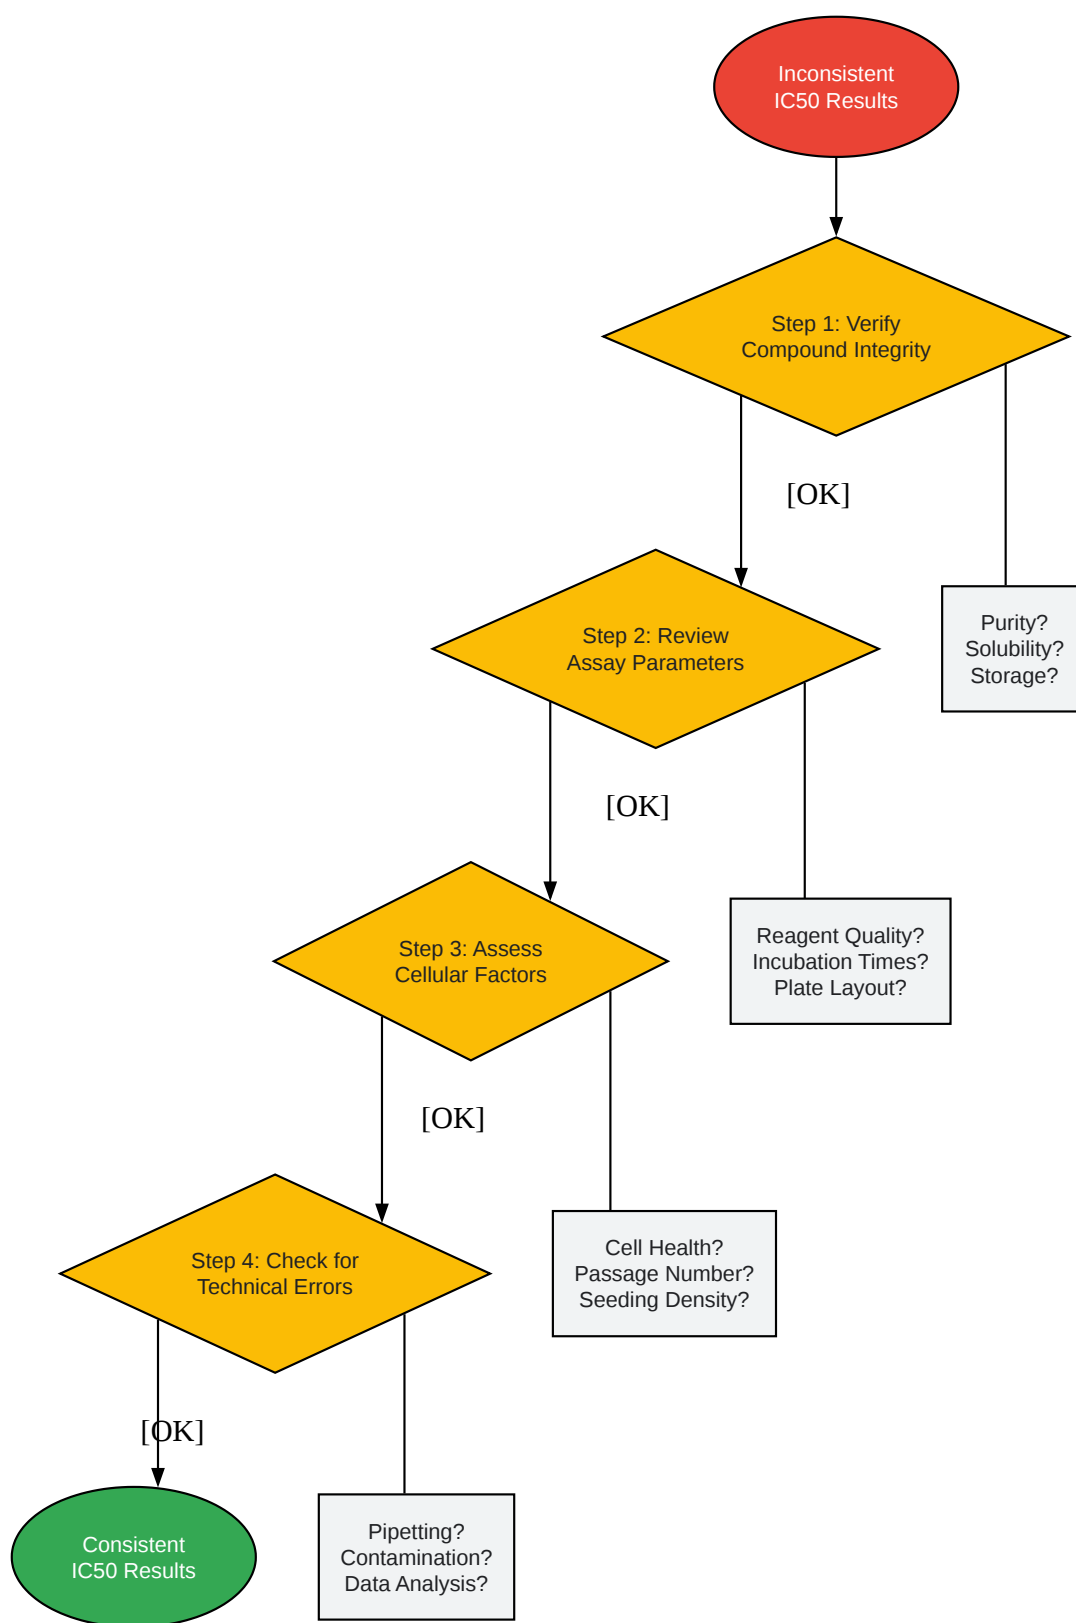 Inconsistent
IC50 Results
Step 1: Verify
Compound Integrity
[OK]
Purity?
Solubility?
Storage?
Step 2: Review
Assay Parameters
[OK]
Reagent Quality?
Incubation Times?
Plate Layout?
Step 3: Assess
Cellular Factors
[OK]
Cell Health?
Passage Number?
Seeding Density?
Step 4: Check for
Technical Errors
[OK]
Pipetting?
Contamination?
Data Analysis?
Consistent
IC50 Results